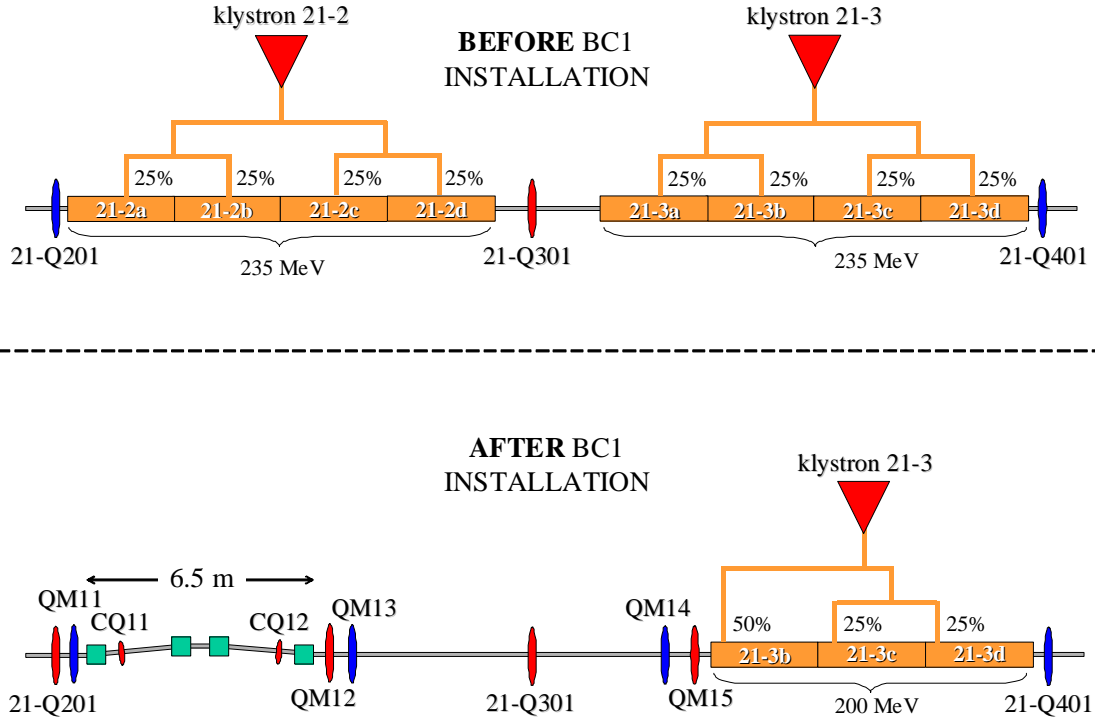 klystron 21-2
klystron 21-3
BEFORE BC1
INSTALLATION
25%
25%
25%
25%
25%
25%
25%
25%
21-2a
21-2b
21-2c
21-2d
21-3a
21-3b
21-3c
21-3d
21-Q201
235 MeV
21-Q301
235 MeV
21-Q401
AFTER BC1
INSTALLATION
klystron 21-3
6.5 m
QM11
CQ11
CQ12
QM13
QM14
50%
25%
25%
21-3b
21-3c
21-3d
21-Q201
QM12
21-Q301
QM15
200 MeV
21-Q401